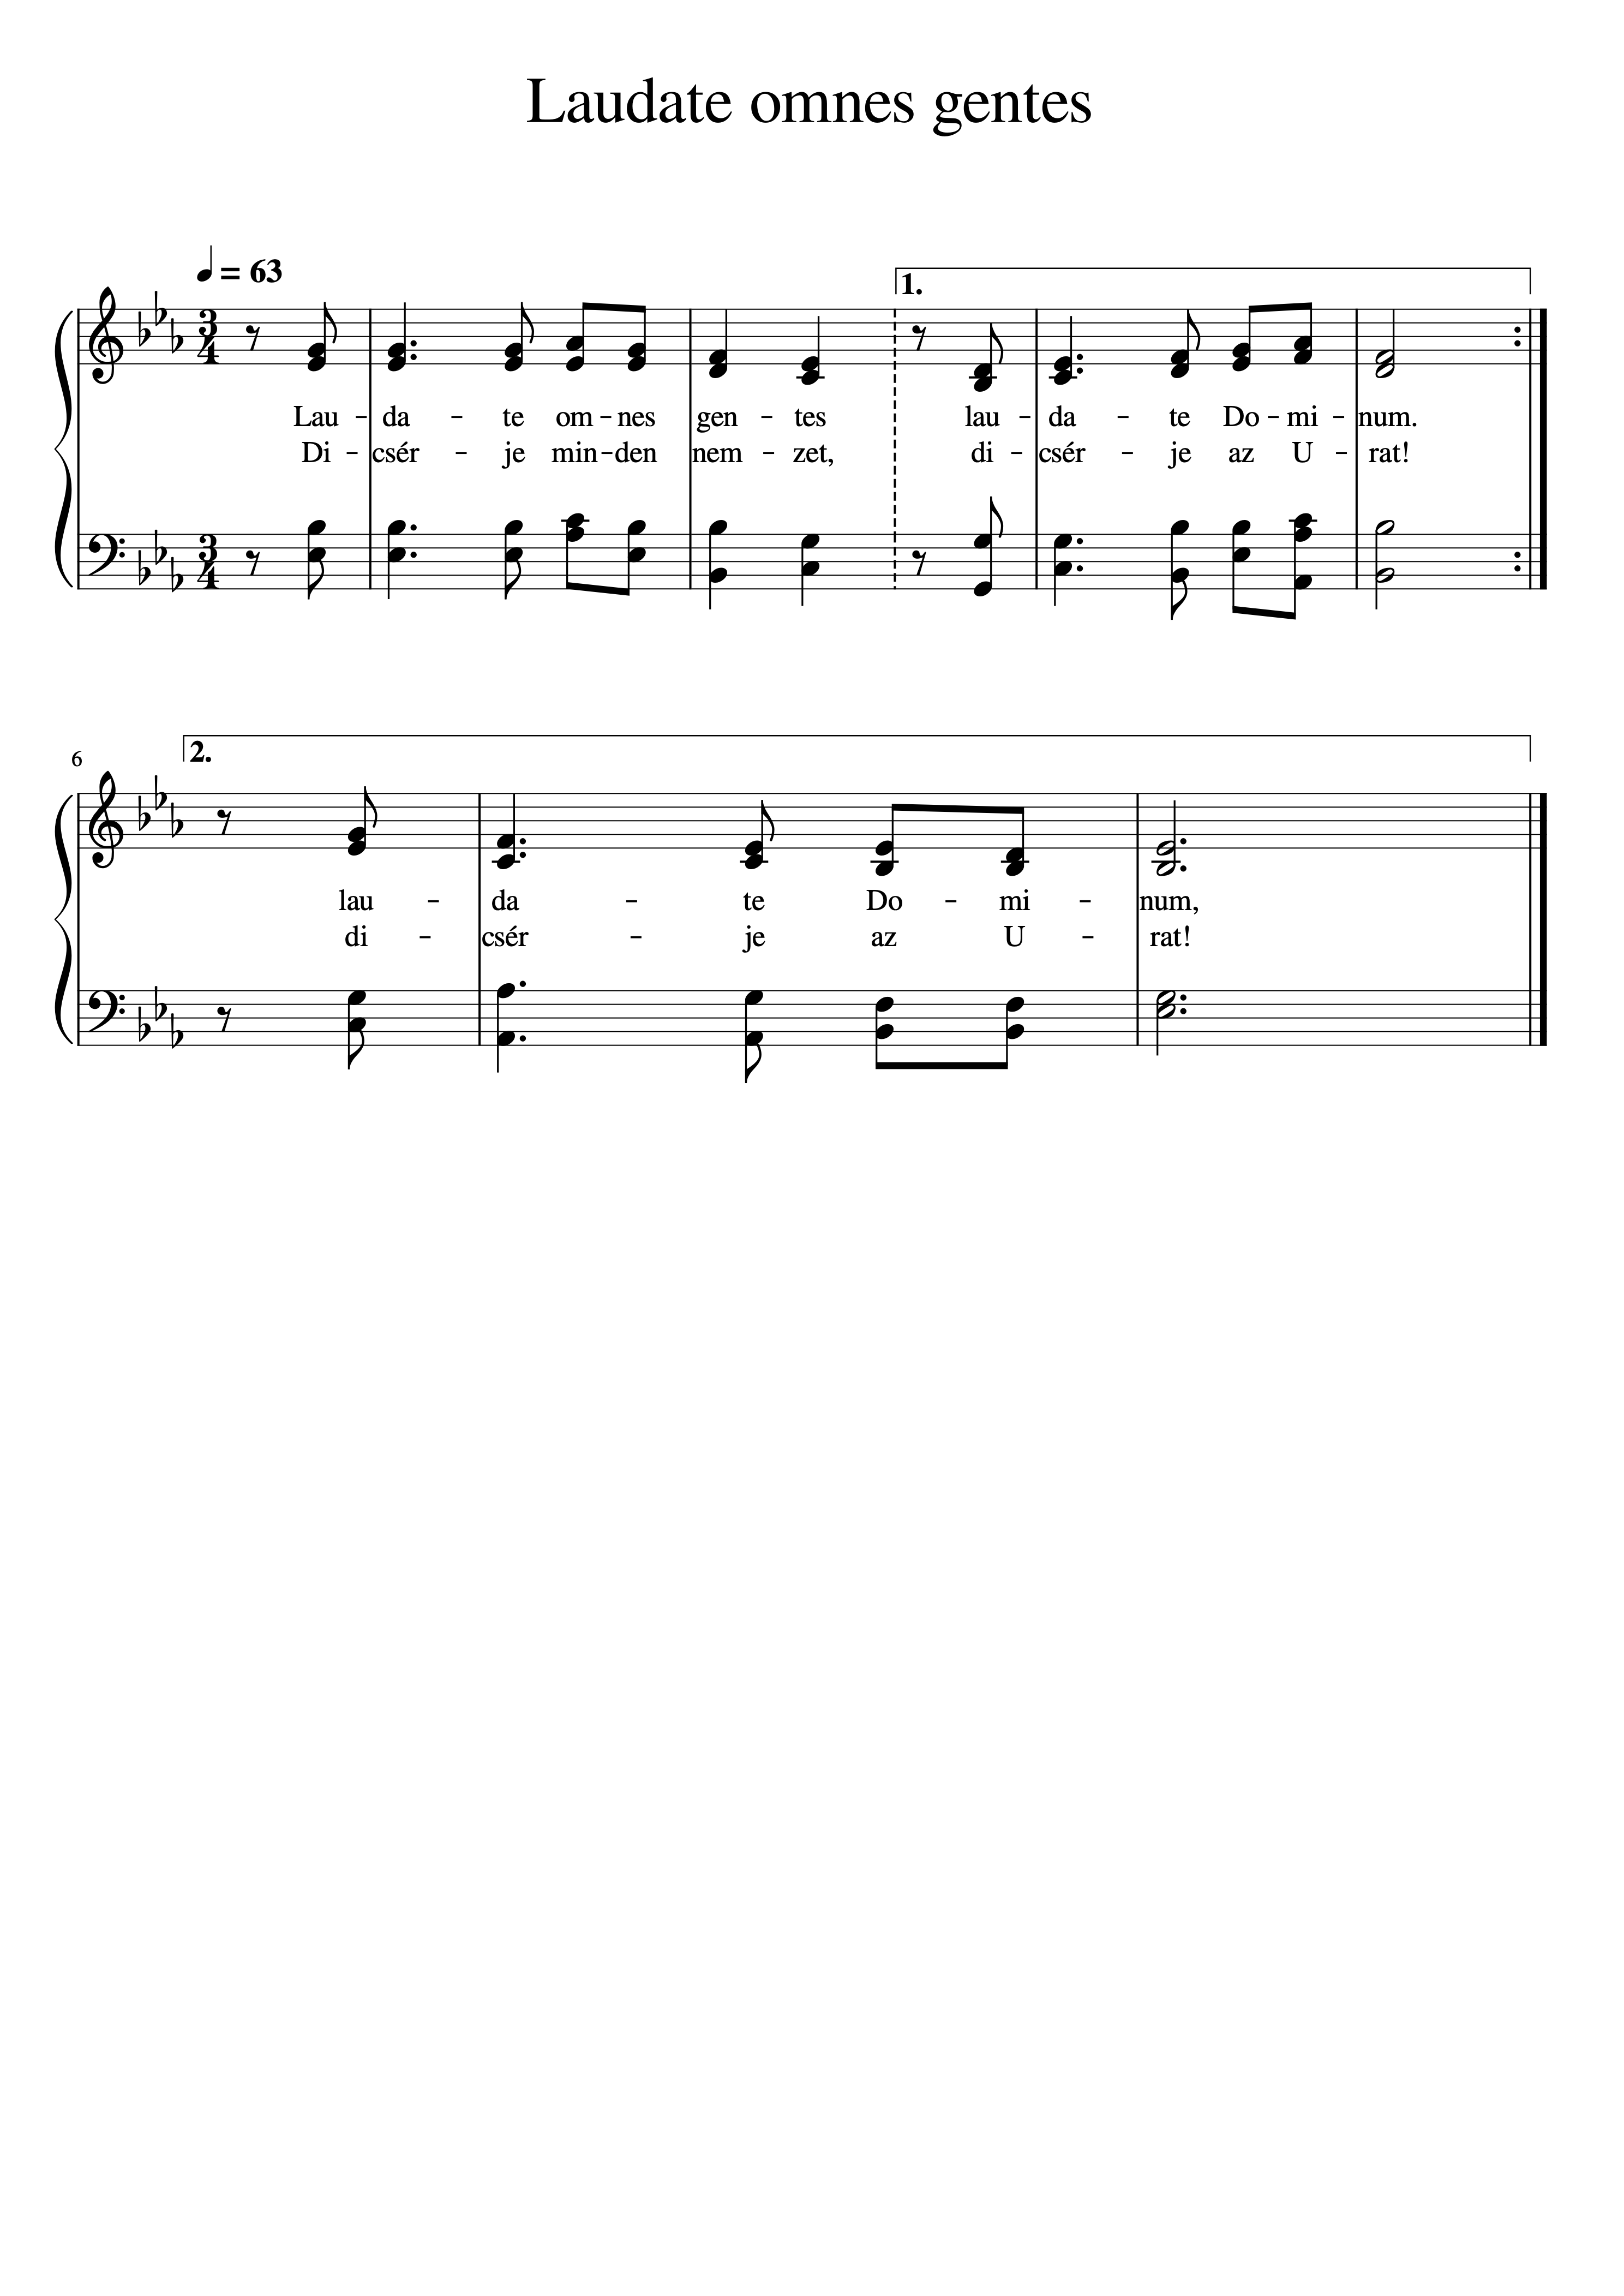 Laudate omnes gentes
= 63
1.
3
4
Lau - da - te om - nes gen - tes lau - da - te Do - mi - num.
Di - csér - je min - den nem - zet, di - csér - je az U - rat!
3
4
2.
6
lau - da - te Do - mi - num,
di - csér - je az U - rat!